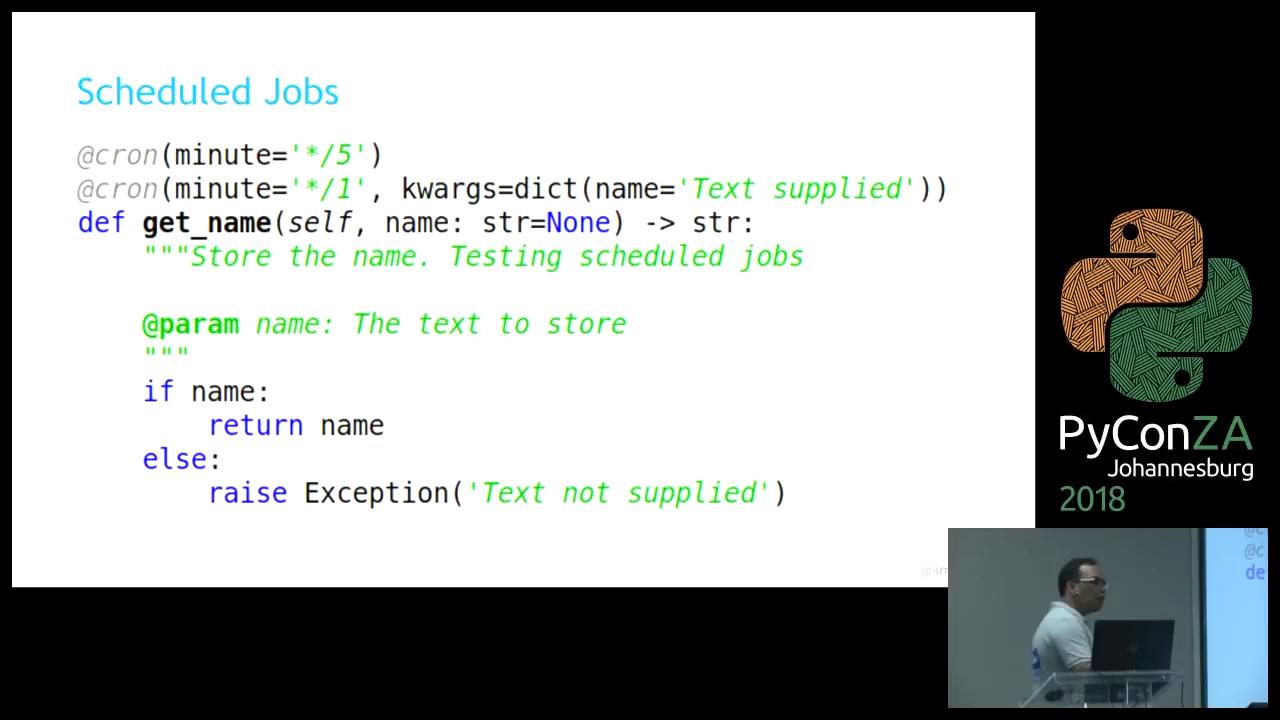 Scheduled Jobs
@cron(minute='*/5')
@cron(minute='*/1', kwargs=dict(name='Text supplied'))
def get_name(self, name: str=None) -> str:
    """Store the name. Testing scheduled jobs
    @param name: The text to store
    """
    if name:
        return name
    else:
        raise Exception('Text not supplied')
PyConZA
Johannesburg
2018
@c
de